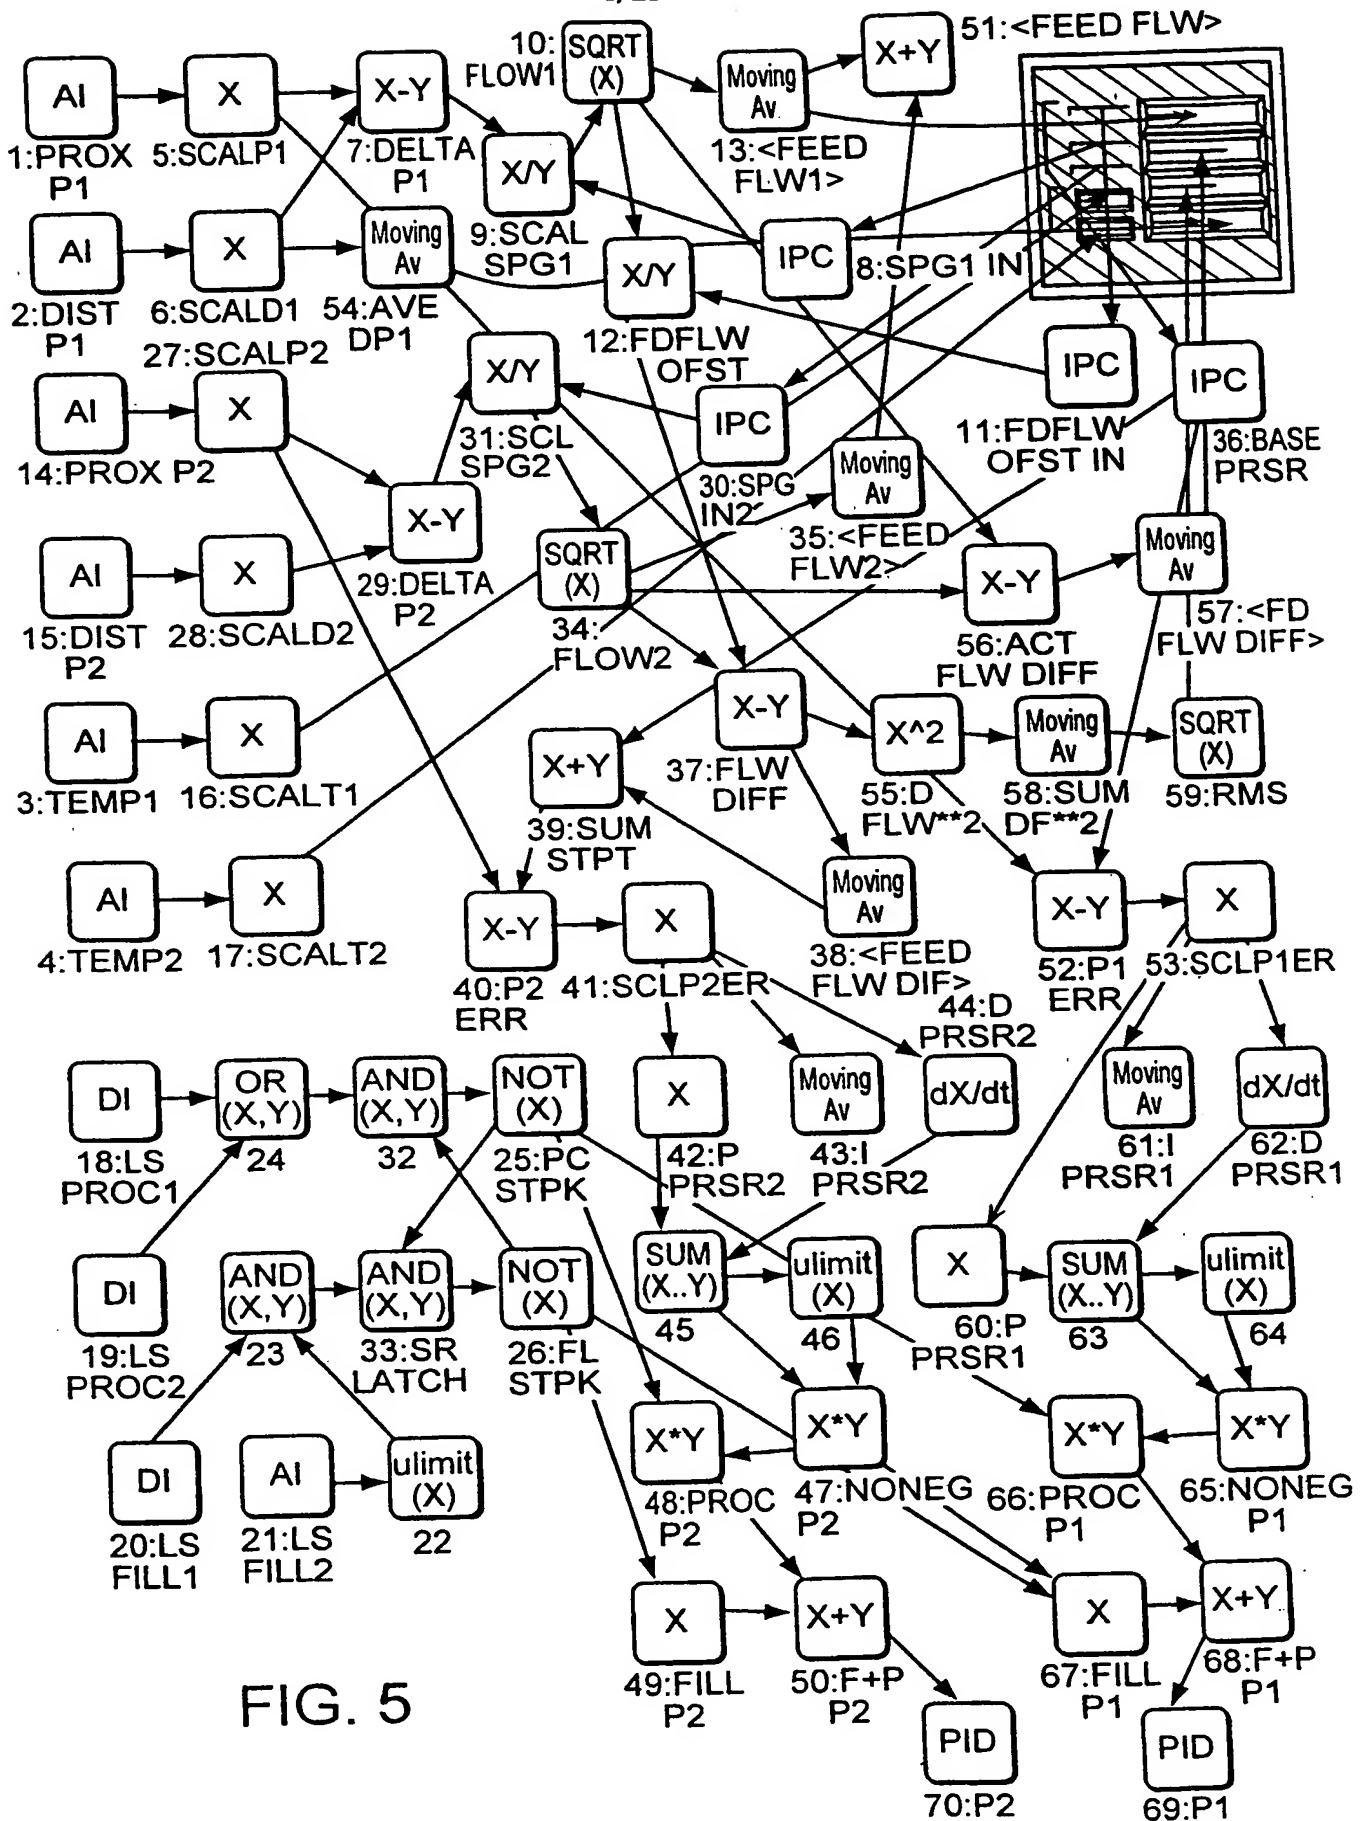 10:
FLOW1
SQRT
(X)
Moving
Av
X+Y
51:<FEED FLW>
AI
X
X-Y
1:PROX
P1
5:SCALP1
7:DELTA
P1
X/Y
13:<FEED
FLW1>
AI
X
Moving
Av
9:SCAL
SPG1
X/Y
IPC
8:SPG1 IN
2:DIST
P1
6:SCALD1
54:AVE
DP1
12:FDFLW
OFST
IPC
IPC
27:SCALP2
AI
X
X/Y
IPC
11:FDFLW
OFST IN
36:BASE
PRSR
14:PROX P2
31:SCL
SPG2
30:SPG
IN2
Moving
Av
X-Y
35:<FEED
FLW2>
Moving
Av
AI
X
29:DELTA
P2
SQRT
(X)
X-Y
15:DIST
P2
28:SCALD2
34:
FLOW2
56:ACT
FLW DIFF
57:<FD
FLW DIFF>
AI
X
X+Y
X-Y
X^2
Moving
Av
SQRT
(X)
3:TEMP1
16:SCALT1
39:SUM
STPT
37:FLW
DIFF
55:D
FLW**2
58:SUM
DF**2
59:RMS
AI
X
X-Y
X
Moving
Av
X-Y
X
4:TEMP2
17:SCALT2
40:P2
ERR
41:SCLP2ER
38:<FEED
FLW DIF>
52:P1
ERR
53:SCLP1ER
44:D
PRSR2
DI
OR
(X,Y)
AND
(X,Y)
NOT
(X)
X
Moving
Av
dX/dt
Moving
Av
dX/dt
18:LS
PROC1
24
32
25:PC
STPK
42:P
PRSR2
43:I
PRSR2
61:I
PRSR1
62:D
PRSR1
DI
AND
(X,Y)
AND
(X,Y)
NOT
(X)
SUM
(X..Y)
ulimit
(X)
X
SUM
(X..Y)
ulimit
(X)
19:LS
PROC2
23
33:SR
LATCH
26:FL
STPK
45
46
60:P
PRSR1
63
64
DI
AI
ulimit
(X)
X*Y
X*Y
X*Y
X*Y
20:LS
FILL1
21:LS
FILL2
22
48:PROC
P2
47:NONEG
P2
66:PROC
P1
65:NONEG
P1
X
X+Y
X
X+Y
49:FILL
P2
50:F+P
P2
67:FILL
P1
68:F+P
P1
FIG. 5
PID
PID
70:P2
69:P1